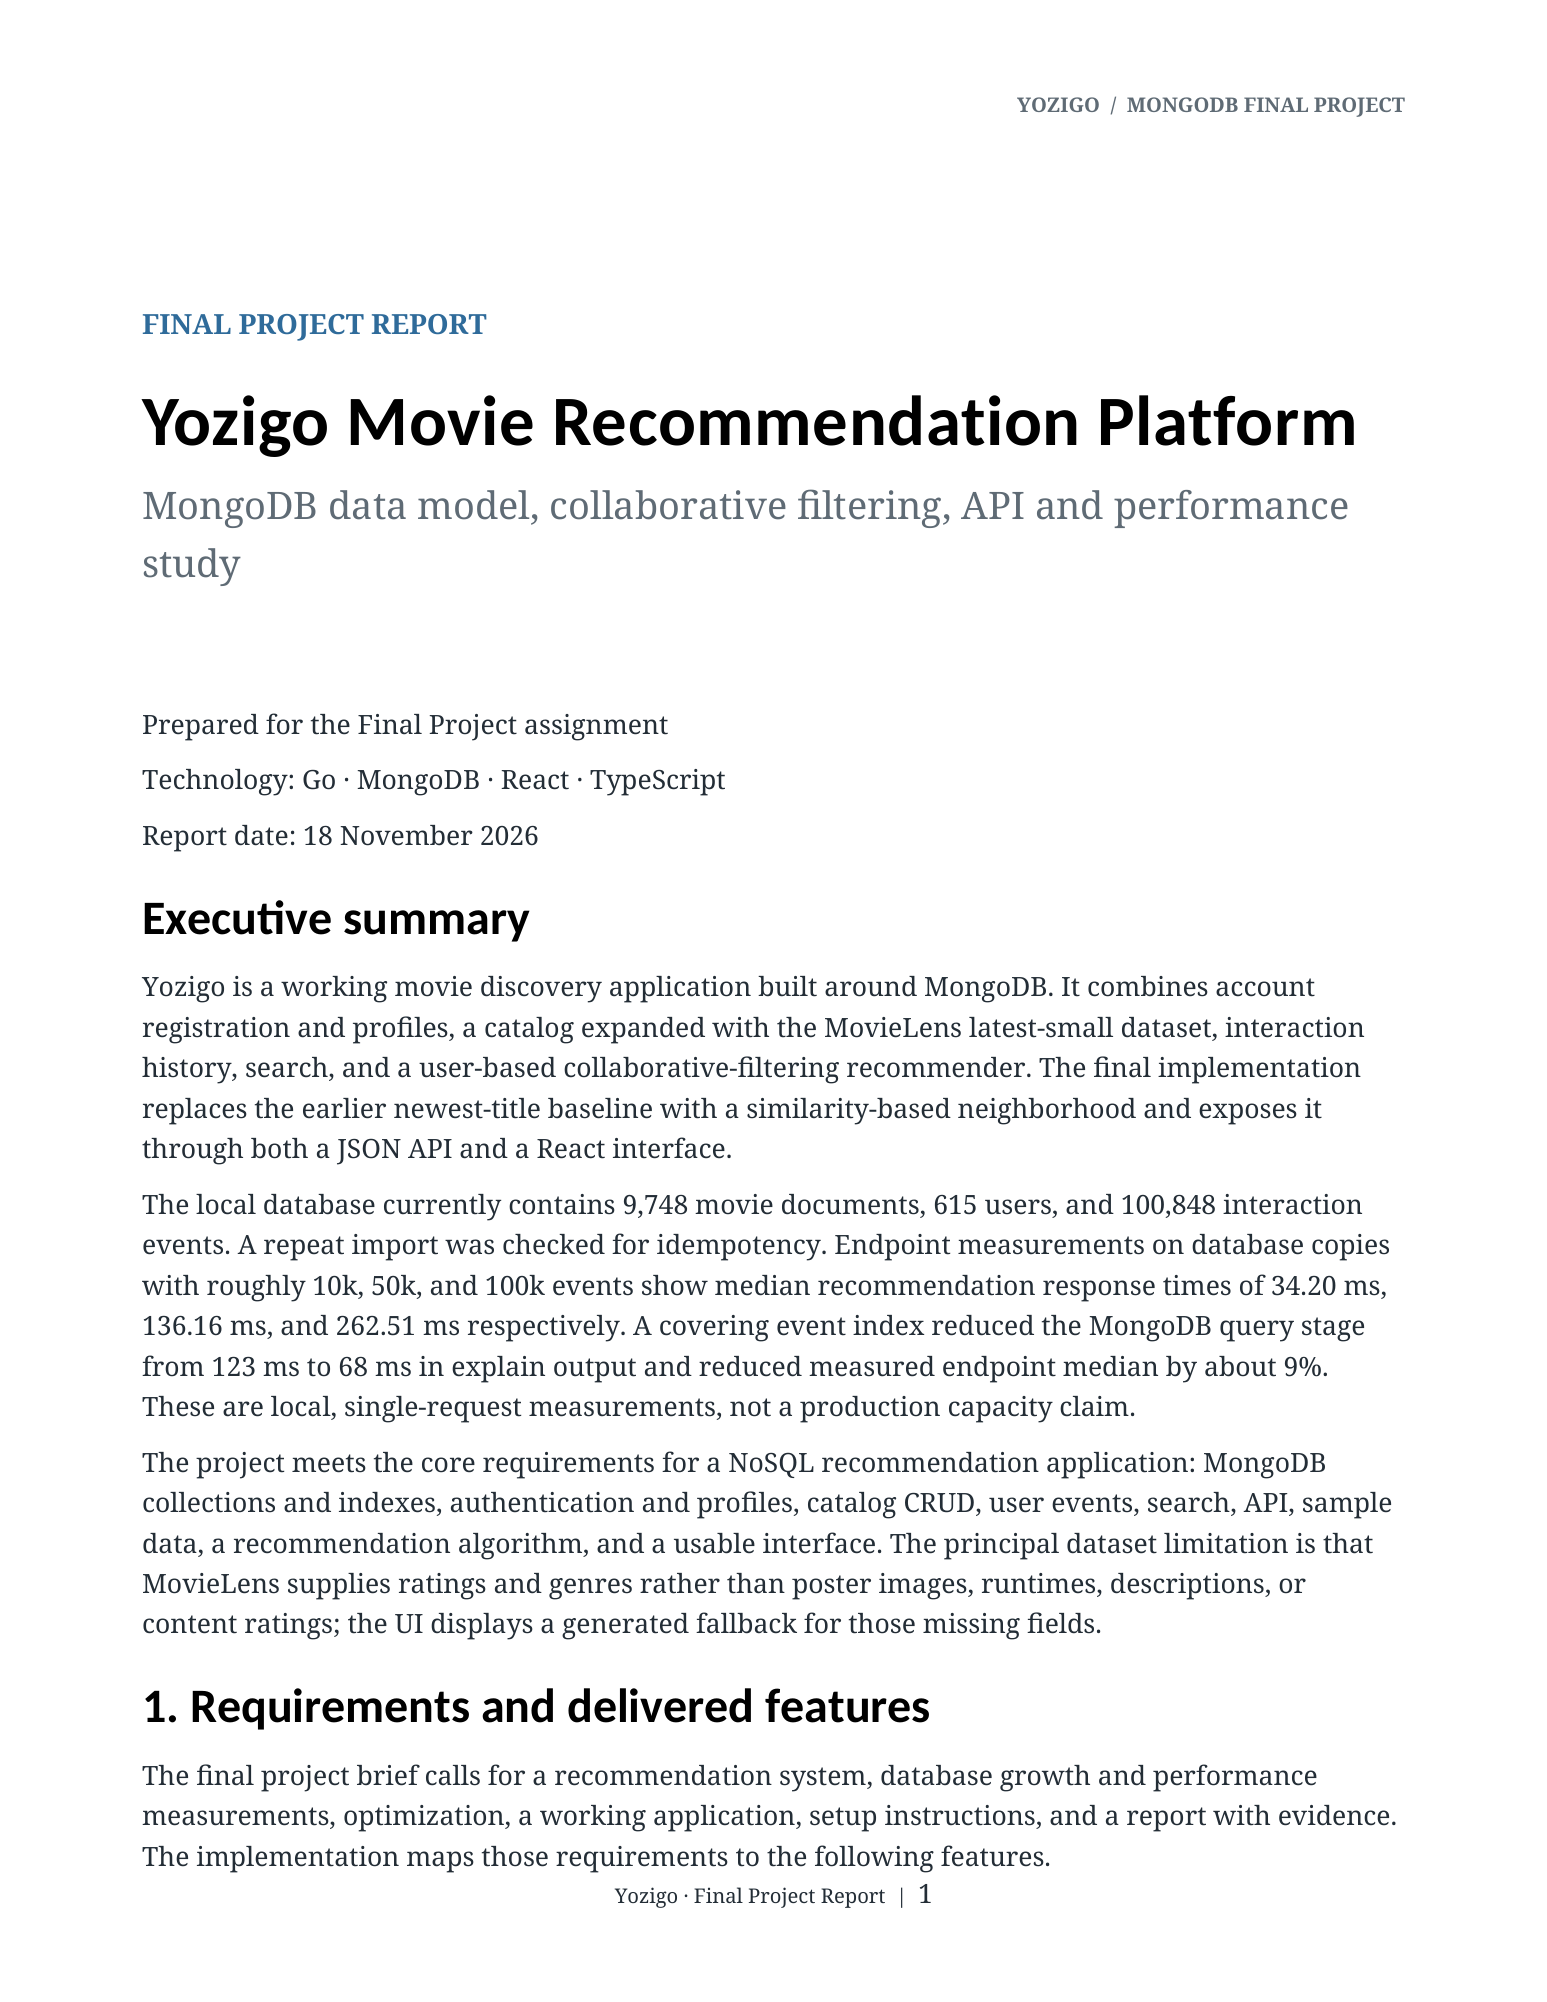 YOZIGO / MONGODB FINAL PROJECT
FINAL PROJECT REPORT
Yozigo Movie Recommendation Platform
MongoDB data model, collaborative filtering, API and performance
study
Prepared for the Final Project assignment
Technology: Go · MongoDB · React · TypeScript
Report date: 18 November 2026
Executive summary
Yozigo is a working movie discovery application built around MongoDB. It combines account
registration and profiles, a catalog expanded with the MovieLens latest-small dataset, interaction
history, search, and a user-based collaborative-filtering recommender. The final implementation
replaces the earlier newest-title baseline with a similarity-based neighborhood and exposes it
through both a JSON API and a React interface.
The local database currently contains 9,748 movie documents, 615 users, and 100,848 interaction
events. A repeat import was checked for idempotency. Endpoint measurements on database copies
with roughly 10k, 50k, and 100k events show median recommendation response times of 34.20 ms,
136.16 ms, and 262.51 ms respectively. A covering event index reduced the MongoDB query stage
from 123 ms to 68 ms in explain output and reduced measured endpoint median by about 9%.
These are local, single-request measurements, not a production capacity claim.
The project meets the core requirements for a NoSQL recommendation application: MongoDB
collections and indexes, authentication and profiles, catalog CRUD, user events, search, API, sample
data, a recommendation algorithm, and a usable interface. The principal dataset limitation is that
MovieLens supplies ratings and genres rather than poster images, runtimes, descriptions, or
content ratings; the UI displays a generated fallback for those missing fields.
1. Requirements and delivered features
The final project brief calls for a recommendation system, database growth and performance
measurements, optimization, a working application, setup instructions, and a report with evidence.
The implementation maps those requirements to the following features.
Yozigo · Final Project Report | 1